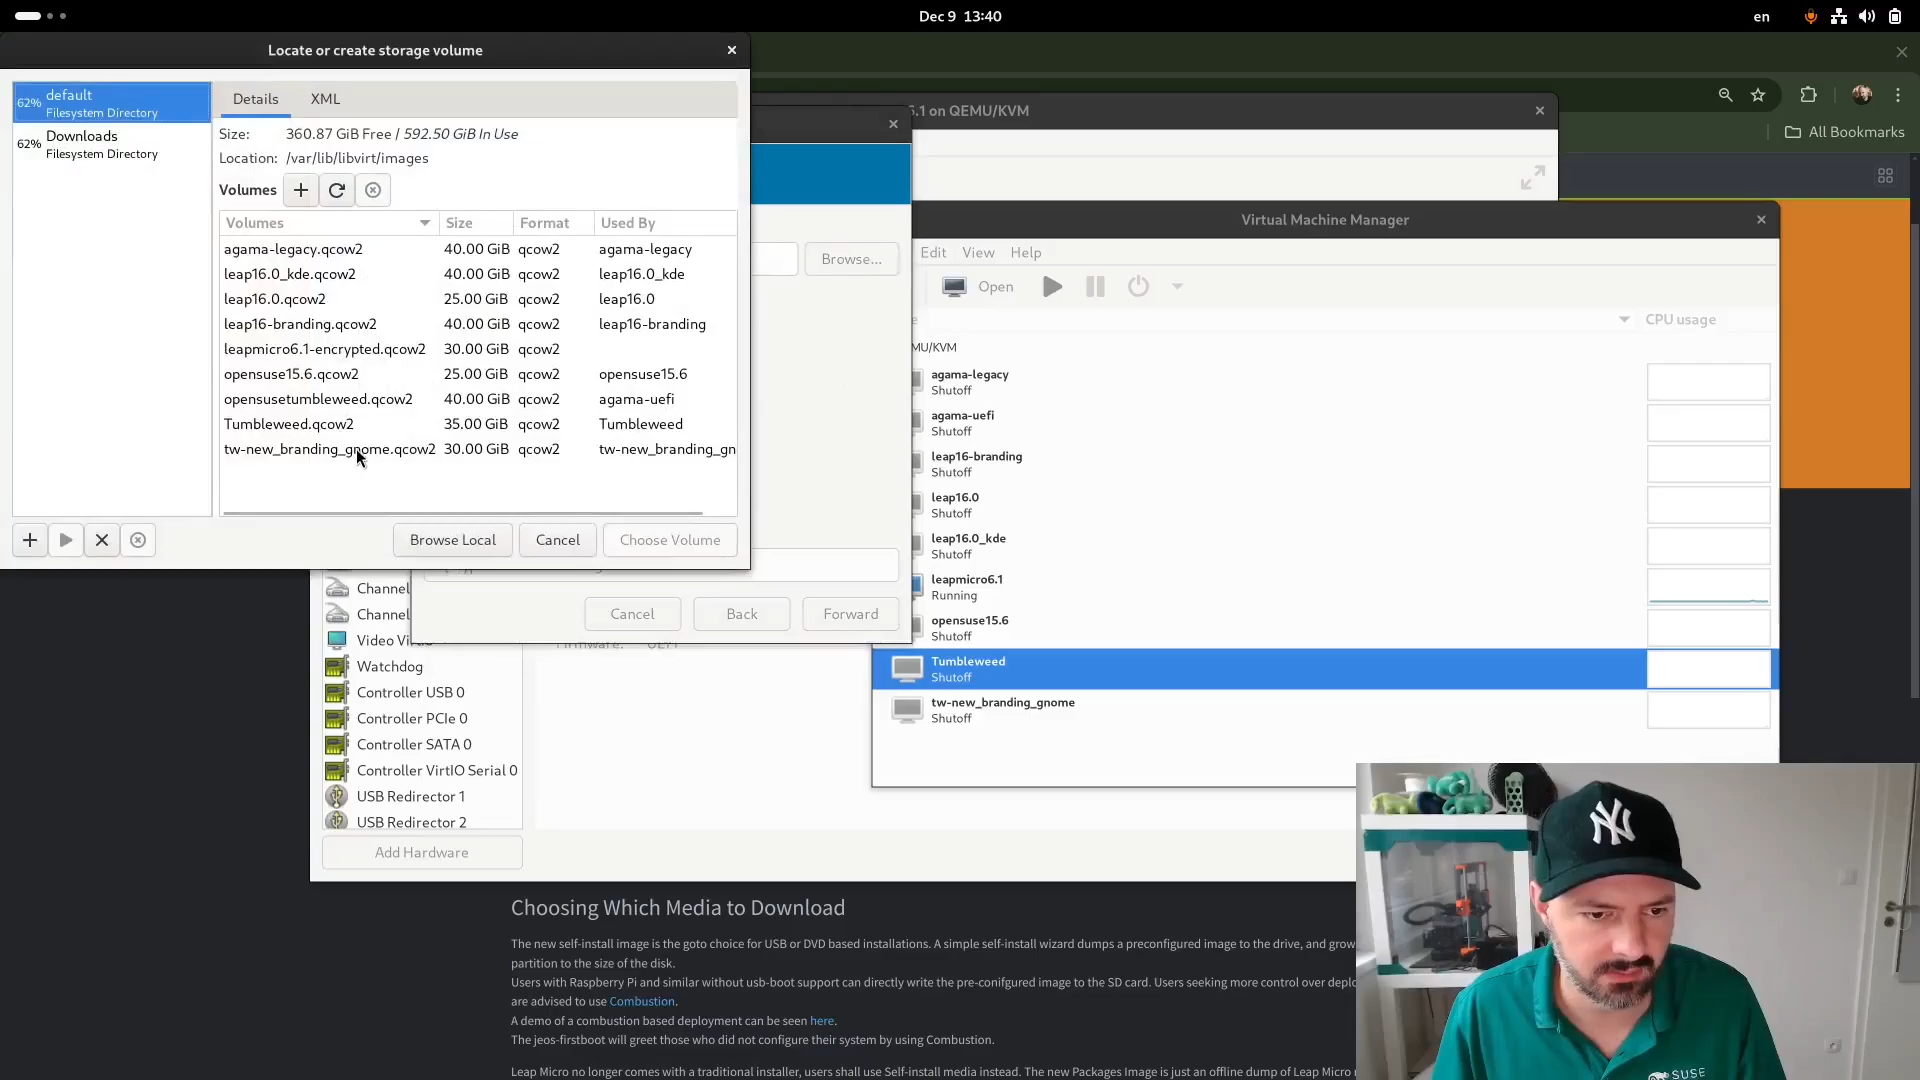 Dec 9 13:40
en
Locate or create storage volume
62%
default
Filesystem Directory
62%
Downloads
Filesystem Directory
Details
XML
Size: 360.87 GiB Free / 592.50 GiB In Use
Location: /var/lib/libvirt/images
Volumes
Volumes Size Format Used By
agama-legacy.qcow2 40.00 GiB qcow2 agama-legacy
leap16.0_kde.qcow2 40.00 GiB qcow2 leap16.0_kde
leap16.0.qcow2 25.00 GiB qcow2 leap16.0
leap16-branding.qcow2 40.00 GiB qcow2 leap16-branding
leapmicro6.1-encrypted.qcow2 30.00 GiB qcow2
opensuse15.6.qcow2 25.00 GiB qcow2 opensuse15.6
opensusetumbleweed.qcow2 40.00 GiB qcow2 agama-uefi
Tumbleweed.qcow2 35.00 GiB qcow2 Tumbleweed
tw-new_branding_gnome.qcow2 30.00 GiB qcow2 tw-new_branding_gn
Browse Local
Cancel
Choose Volume
.1 on QEMU/KVM
All Bookmarks
Browse...
Cancel
Back
Forward
Virtual Machine Manager
Edit View Help
Open
CPU usage
MU/KVM
agama-legacy
Shutoff
agama-uefi
Shutoff
leap16-branding
Shutoff
leap16.0
Shutoff
leap16.0_kde
Shutoff
leapmicro6.1
Running
opensuse15.6
Shutoff
Tumbleweed
Shutoff
tw-new_branding_gnome
Shutoff
Channel
Channel
Video Virtio
Watchdog
Controller USB 0
Controller PCIe 0
Controller SATA 0
Controller VirtIO Serial 0
USB Redirector 1
USB Redirector 2
Add Hardware
Firmware: UEFI
Choosing Which Media to Download
The new self-install image is the goto choice for USB or DVD based installations. A simple self-install wizard dumps a preconfigured image to the drive, and grow
partition to the size of the disk.
Users with Raspberry Pi and similar without usb-boot support can directly write the pre-conifgured image to the SD card. Users seeking more control over deplo
are advised to use Combustion.
A demo of a combustion based deployment can be seen here.
The jeos-firstboot will greet those who did not configure their system by using Combustion.
Leap Micro no longer comes with a traditional installer, users shall use Self-install media instead. The new Packages Image is just an offline dump of Leap Micro
NY
SUSE